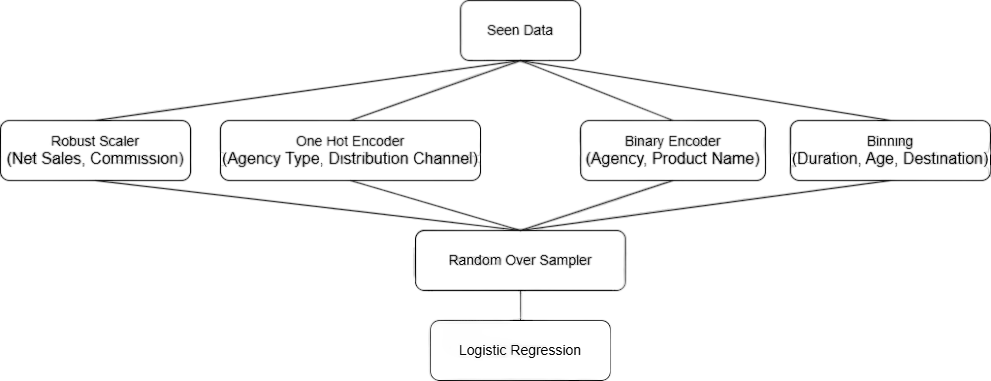 Seen Data
Robust Scaler
(Net Sales, Commission)
One Hot Encoder
(Agency Type, Distribution Channel)
Binary Encoder
(Agency, Product Name)
Binning
(Duration, Age, Destination)
Random Over Sampler
Logistic Regression